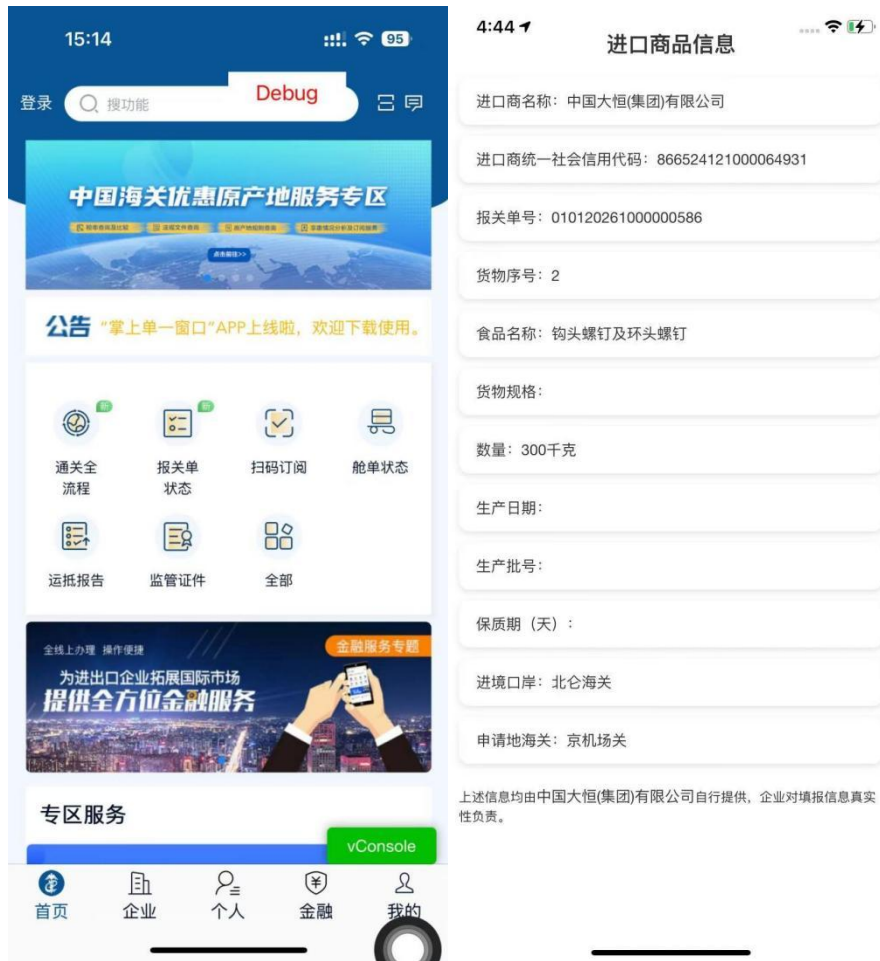 15:14
95
登录
搜功能
Debug
中国海关优惠原产地服务专区
点击前往>>
公告 “掌上单一窗口”APP上线啦，欢迎下载使用。
通关全
流程
报关单
状态
扫码订阅
舱单状态
运抵报告
监管证件
全部
全线上办理 操作便捷
金融服务专题
为进出口企业拓展国际市场
提供全方位金融服务
专区服务
vConsole
首页
企业
个人
金融
我的
4:44
进口商品信息
进口商名称：中国大恒(集团)有限公司
进口商统一社会信用代码：866524121000064931
报关单号：010120261000000586
货物序号：2
食品名称：钩头螺钉及环头螺钉
货物规格：
数量：300千克
生产日期：
生产批号：
保质期（天）：
进境口岸：北仑海关
申请地海关：京机场关
上述信息均由中国大恒(集团)有限公司自行提供，企业对填报信息真实
性负责。